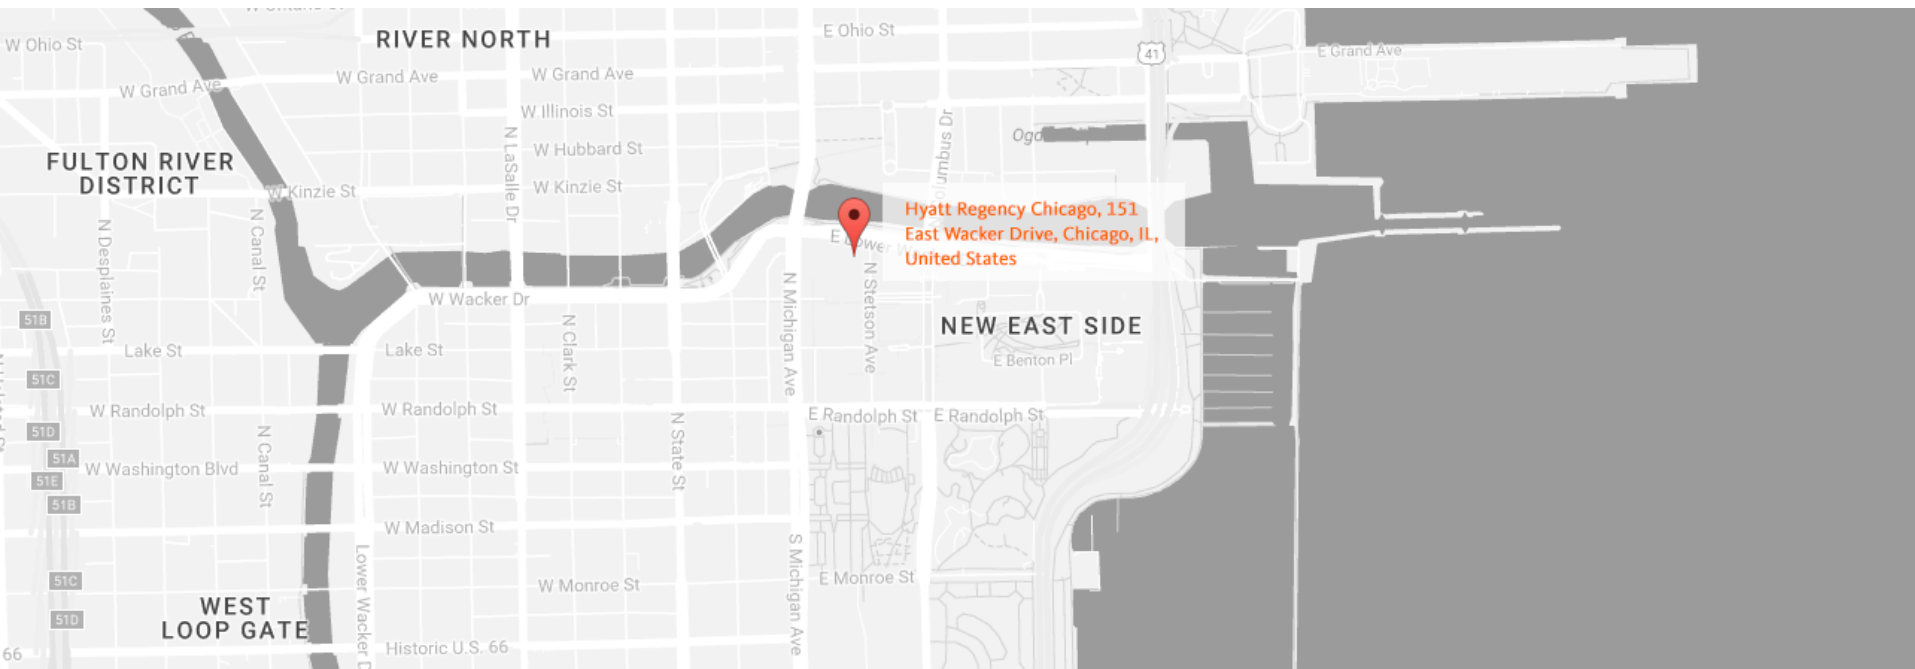 W Ohio St
RIVER NORTH
E Ohio St
41
E Grand Ave
W Grand Ave
W Grand Ave
W Grand Ave
W Illinois St
N LaSalle Dr
W Hubbard St
FULTON RIVER
DISTRICT
W Kinzie St
W Kinzie St
N Desplaines St
N Canal St
Hyatt Regency Chicago, 151
East Wacker Drive, Chicago, IL,
United States
E Lower
W Wacker Dr
N Michigan Ave
N Stetson Ave
NEW EAST SIDE
51B
Lake St
Lake St
N Clark St
E Benton Pl
51C
W Randolph St
W Randolph St
E Randolph St
E Randolph St
51D
N Canal St
N State St
51A
W Washington Blvd
W Washington St
51E
51B
W Madison St
Lower Wacker D
S Michigan Ave
51C
W Monroe St
E Monroe St
WEST
LOOP GATE
51D
Historic U.S. 66
66